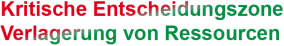 Kritische Entscheidungszone
Verlagerung von Ressourcen